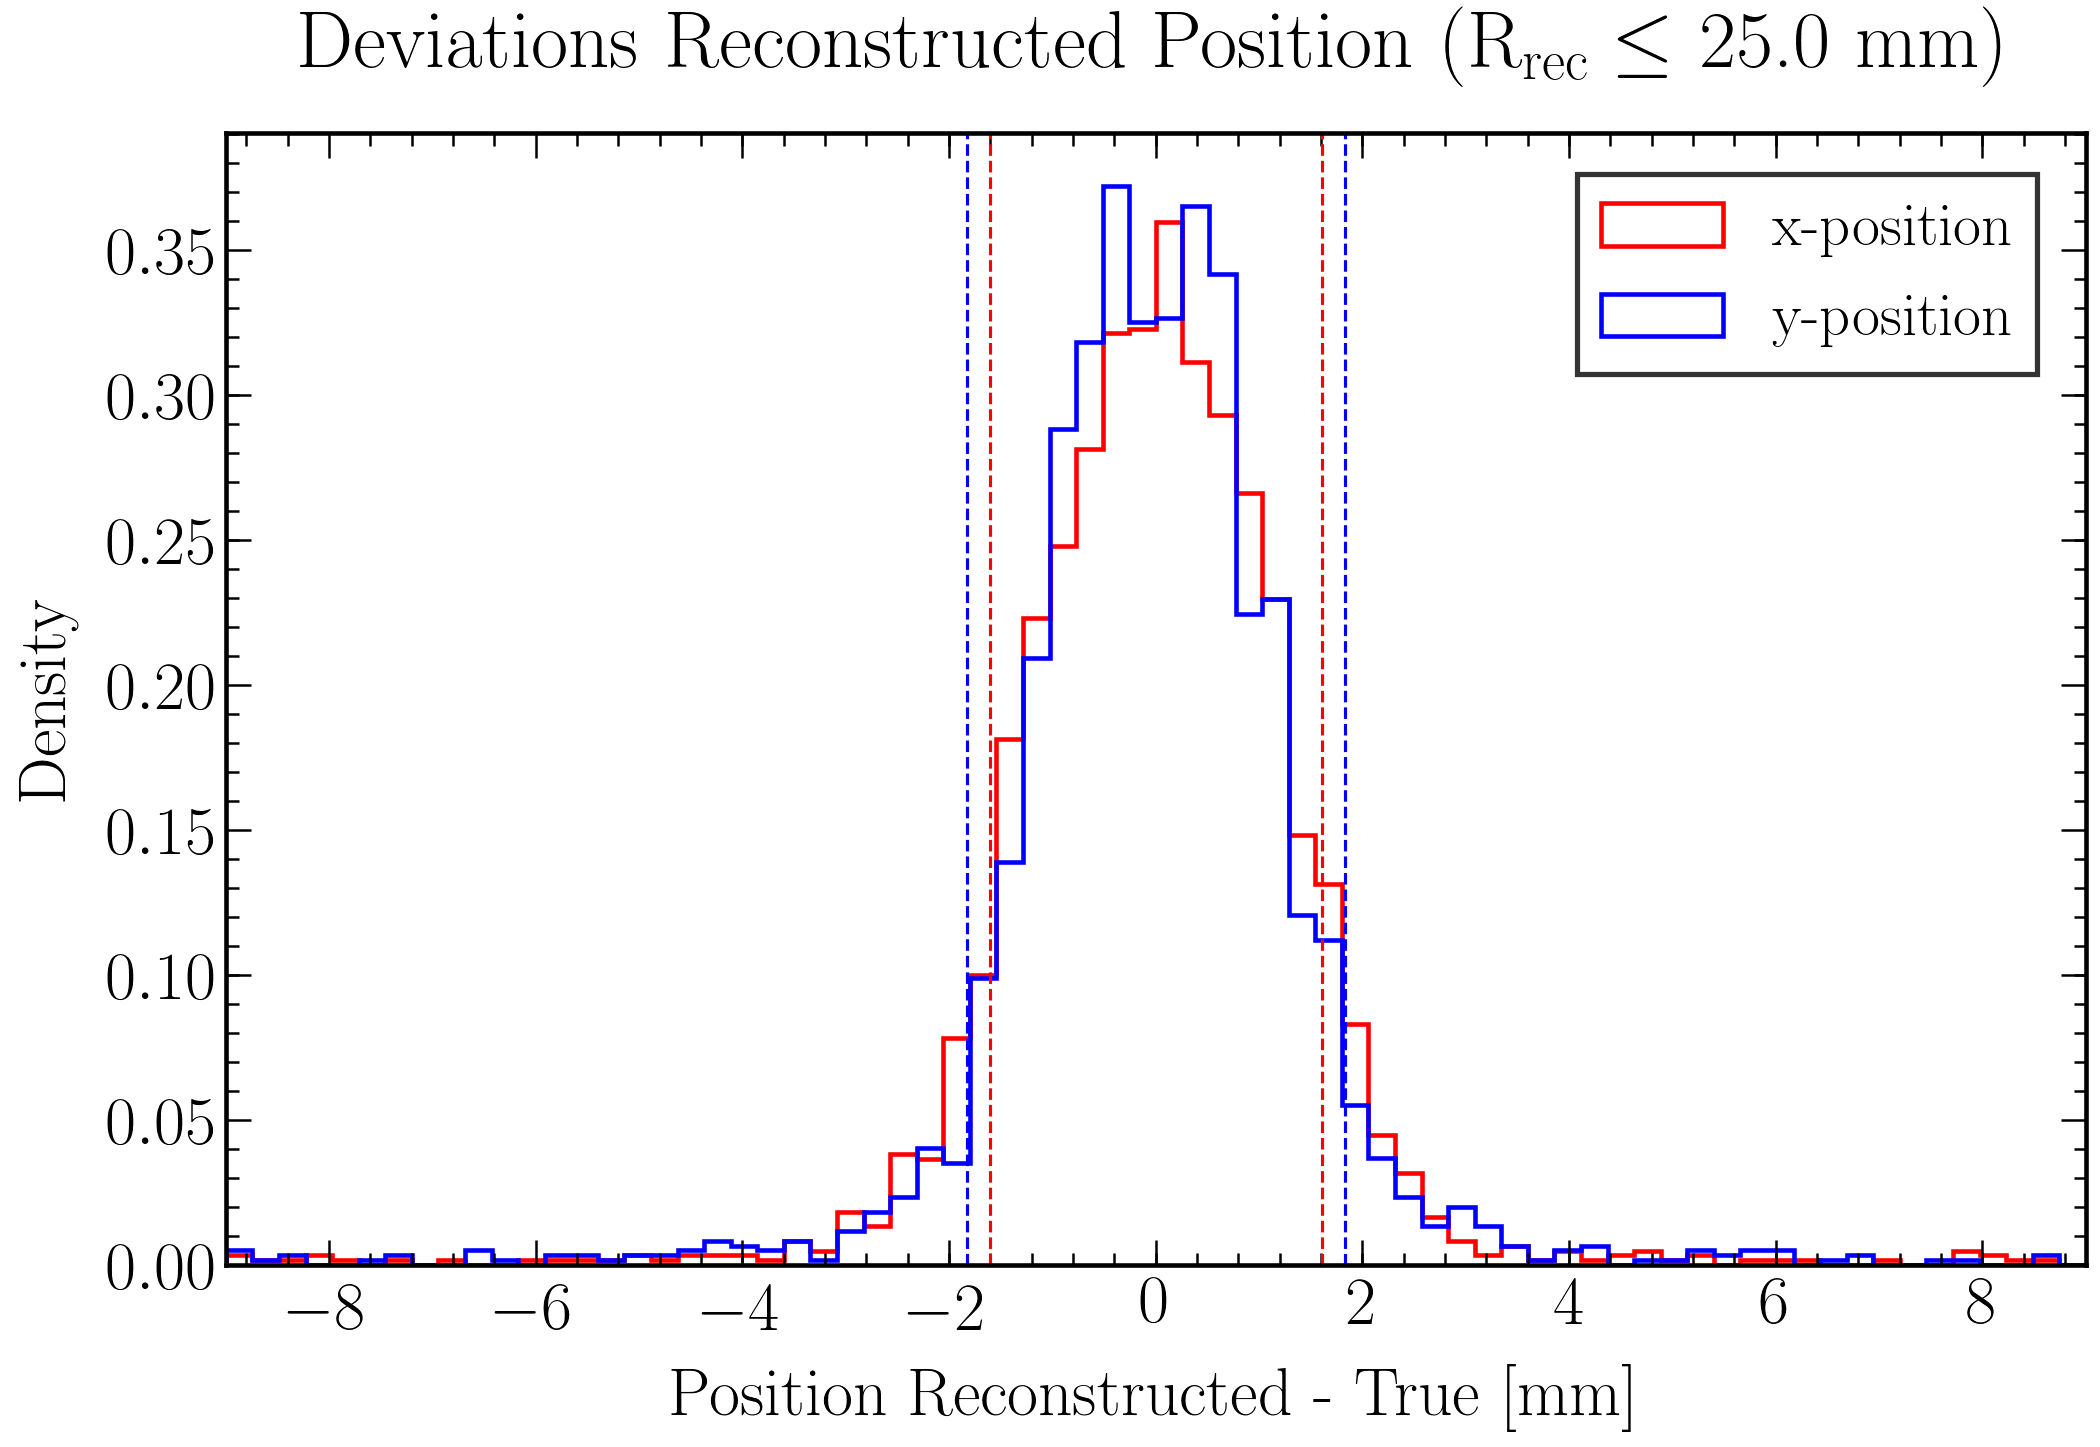 Deviations Reconstructed Position (R_rec ≤ 25.0 mm)
x-position
y-position
0.35
0.30
0.25
0.20
0.15
0.10
0.05
0.00
Density
−8 −6 −4 −2 0 2 4 6 8
Position Reconstructed - True [mm]